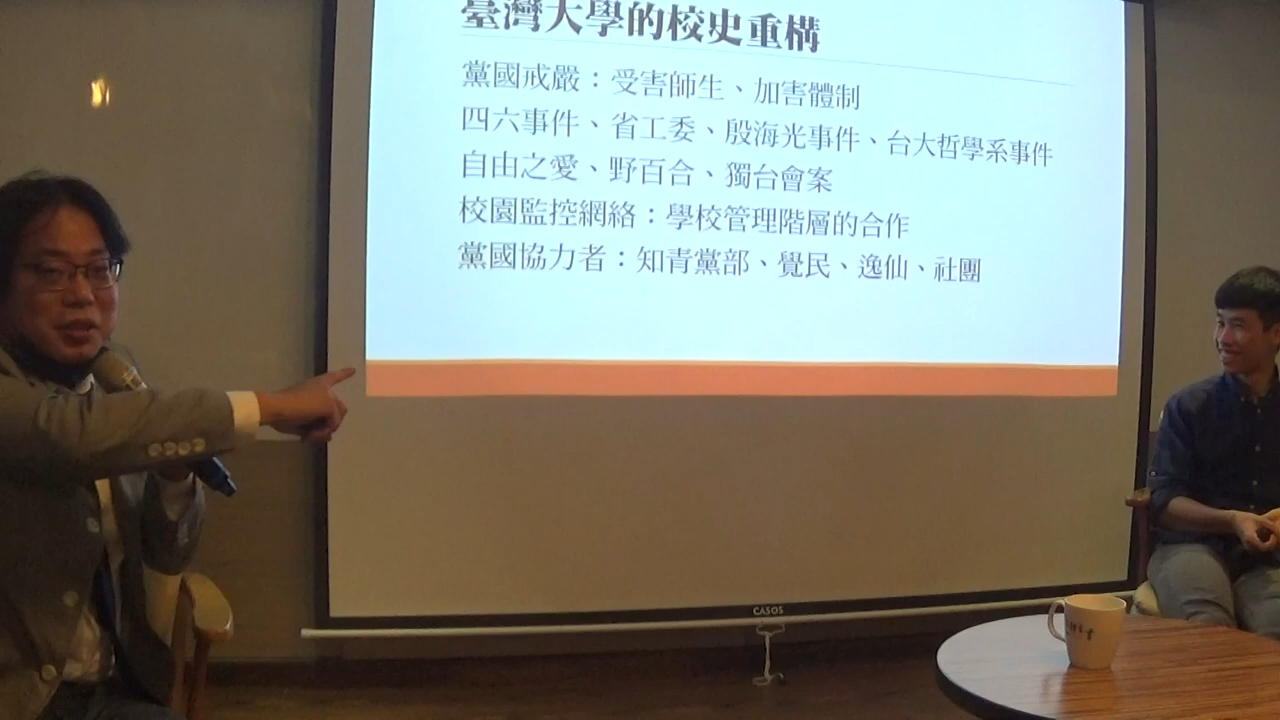 臺灣大學的校史重構
黨國戒嚴：受害師生、加害體制
四六事件、省工委、殷海光事件、台大哲學系事件
自由之愛、野百合、獨台會案
校園監控網絡：學校管理階層的合作
黨國協力者：知青黨部、覺民、逸仙、社團
CASOS